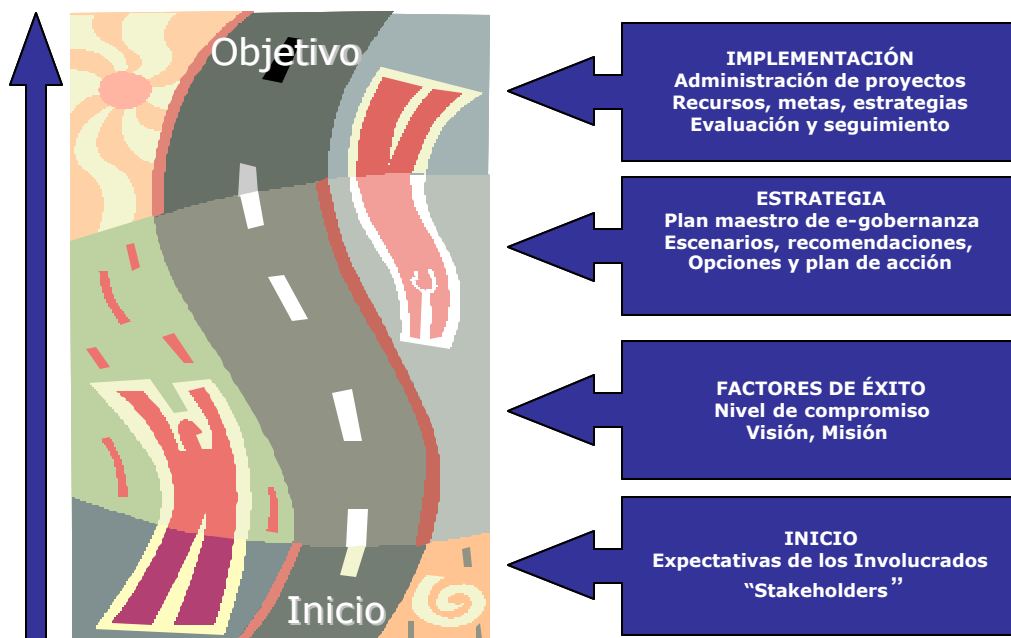 Objetivo
IMPLEMENTACIÓN
Administración de proyectos
Recursos, metas, estrategias
Evaluación y seguimiento
ESTRATEGIA
Plan maestro de e-gobernanza
Escenarios, recomendaciones,
Opciones y plan de acción
FACTORES DE ÉXITO
Nivel de compromiso
Visión, Misión
INICIO
Expectativas de los Involucrados
“Stakeholders”
Inicio